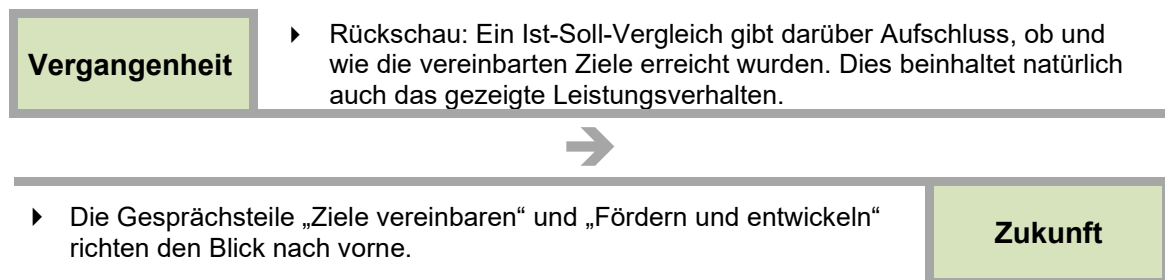 Vergangenheit
Rückschau: Ein Ist-Soll-Vergleich gibt darüber Aufschluss, ob und
wie die vereinbarten Ziele erreicht wurden. Dies beinhaltet natürlich
auch das gezeigte Leistungsverhalten.
Die Gesprächsteile „Ziele vereinbaren“ und „Fördern und entwickeln“
richten den Blick nach vorne.
Zukunft